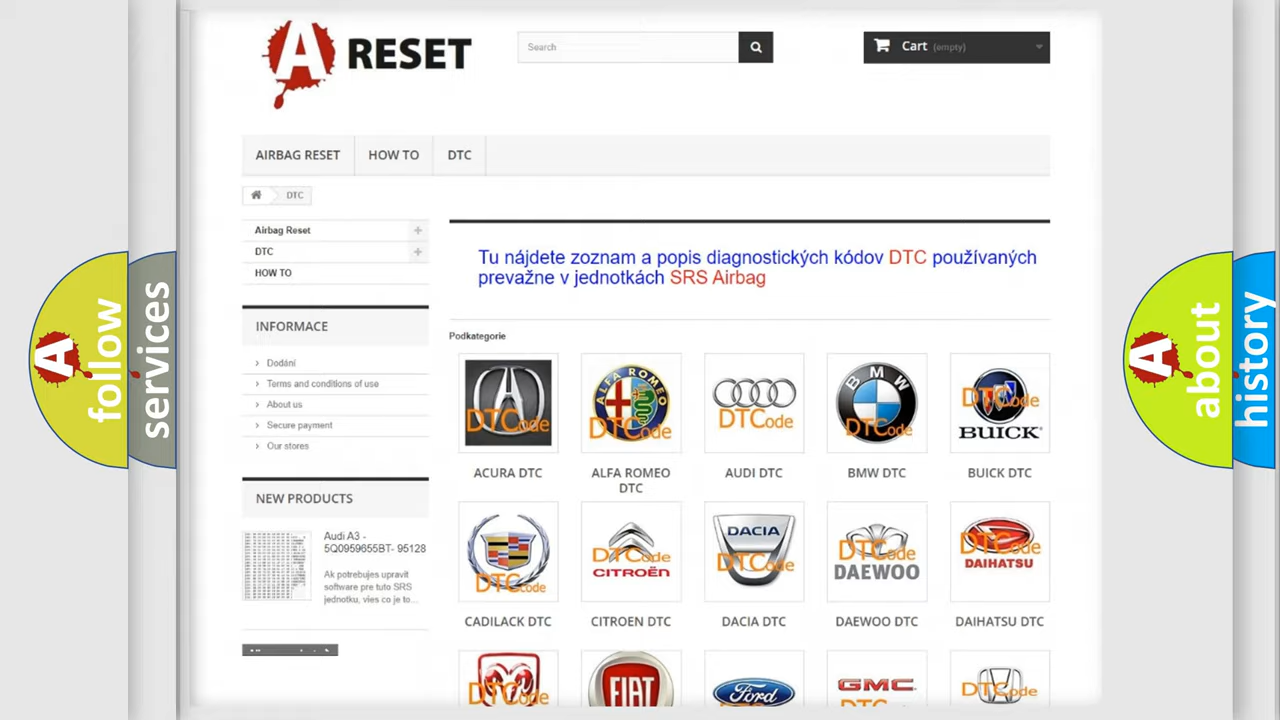 A RESET
Search
Cart (empty)
AIRBAG RESET
HOW TO
DTC
DTC
Airbag Reset
DTC
HOW TO
INFORMACE
Dodání
Terms and conditions of use
About us
Secure payment
Our stores
NEW PRODUCTS
Audi A3 -
5Q0959655BT- 95128
Ak potrebujes upravit
software pre tuto SRS
jednotku, vies co je to...
Tu nájdete zoznam a popis diagnostických kódov DTC používaných
prevažne v jednotkách SRS Airbag
Podkategorie
DTCode
ALFA ROMEO
DTCode
DTCode
BMW
DTCode
DTCode
BUICK
ACURA DTC
ALFA ROMEO
DTC
AUDI DTC
BMW DTC
BUICK DTC
DTCode
DTCode
CITROËN
DACIA
DTCode
DTCode
DAEWOO
DTCode
DAIHATSU
CADILACK DTC
CITROEN DTC
DACIA DTC
DAEWOO DTC
DAIHATSU DTC
DTCode
FIAT
Ford
GMC
DTCode
A
follow
services
A
about
history